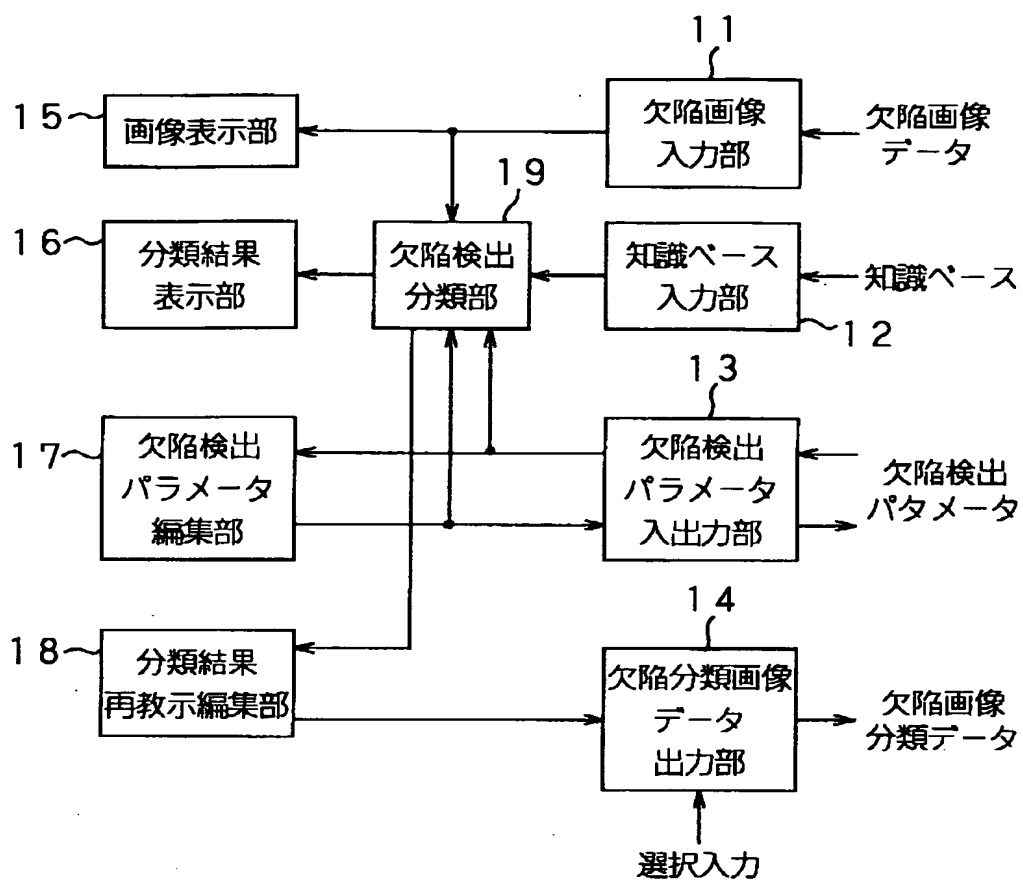 11
15
画像表示部
欠陥画像
入力部
欠陥画像
データ
19
16
分類結果
表示部
欠陥検出
分類部
知識ベース
入力部
知識ベース
12
13
17
欠陥検出
パラメータ
編集部
欠陥検出
パラメータ
入出力部
欠陥検出
パタメータ
14
18
分類結果
再教示編集部
欠陥分類画像
データ
出力部
欠陥画像
分類データ
選択入力